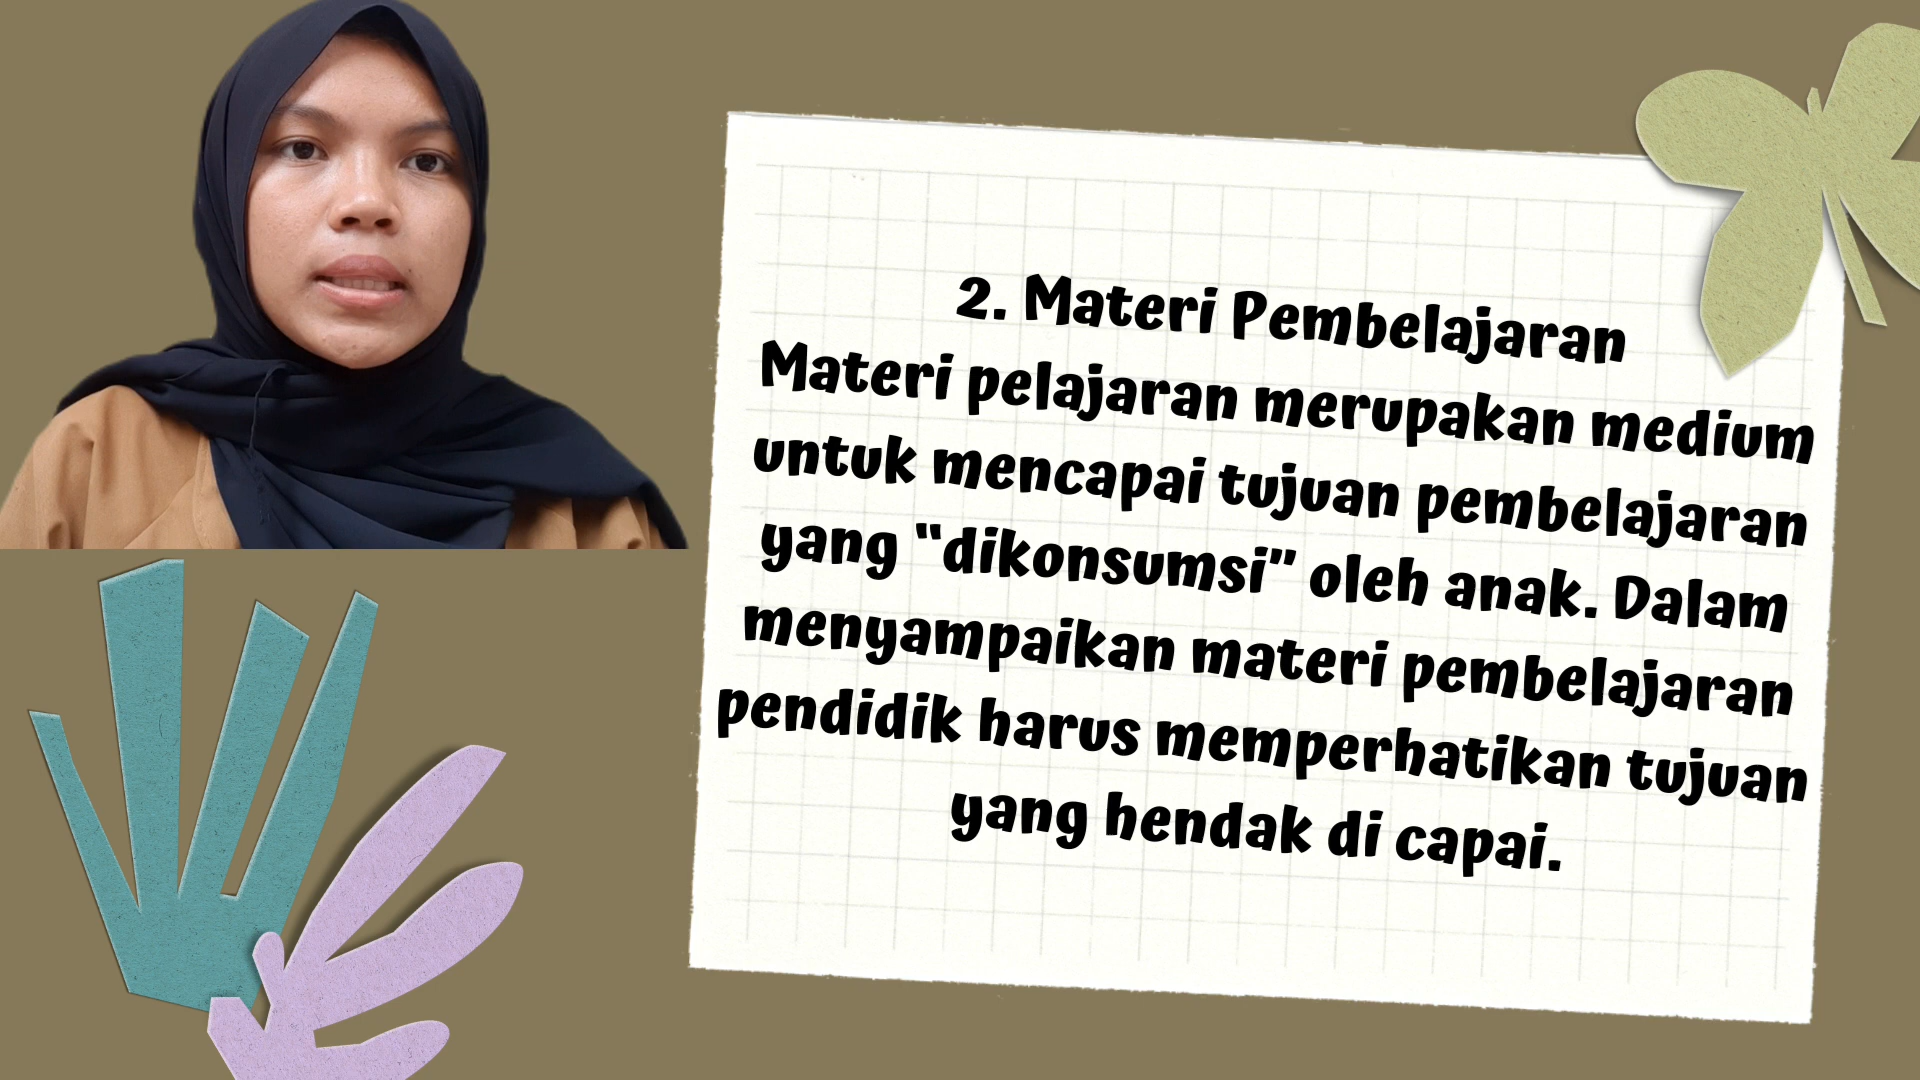 2. Materi Pembelajaran
Materi pelajaran merupakan medium
untuk mencapai tujuan pembelajaran
yang “dikonsumsi” oleh anak. Dalam
menyampaikan materi pembelajaran
pendidik harus memperhatikan tujuan
yang hendak di capai.